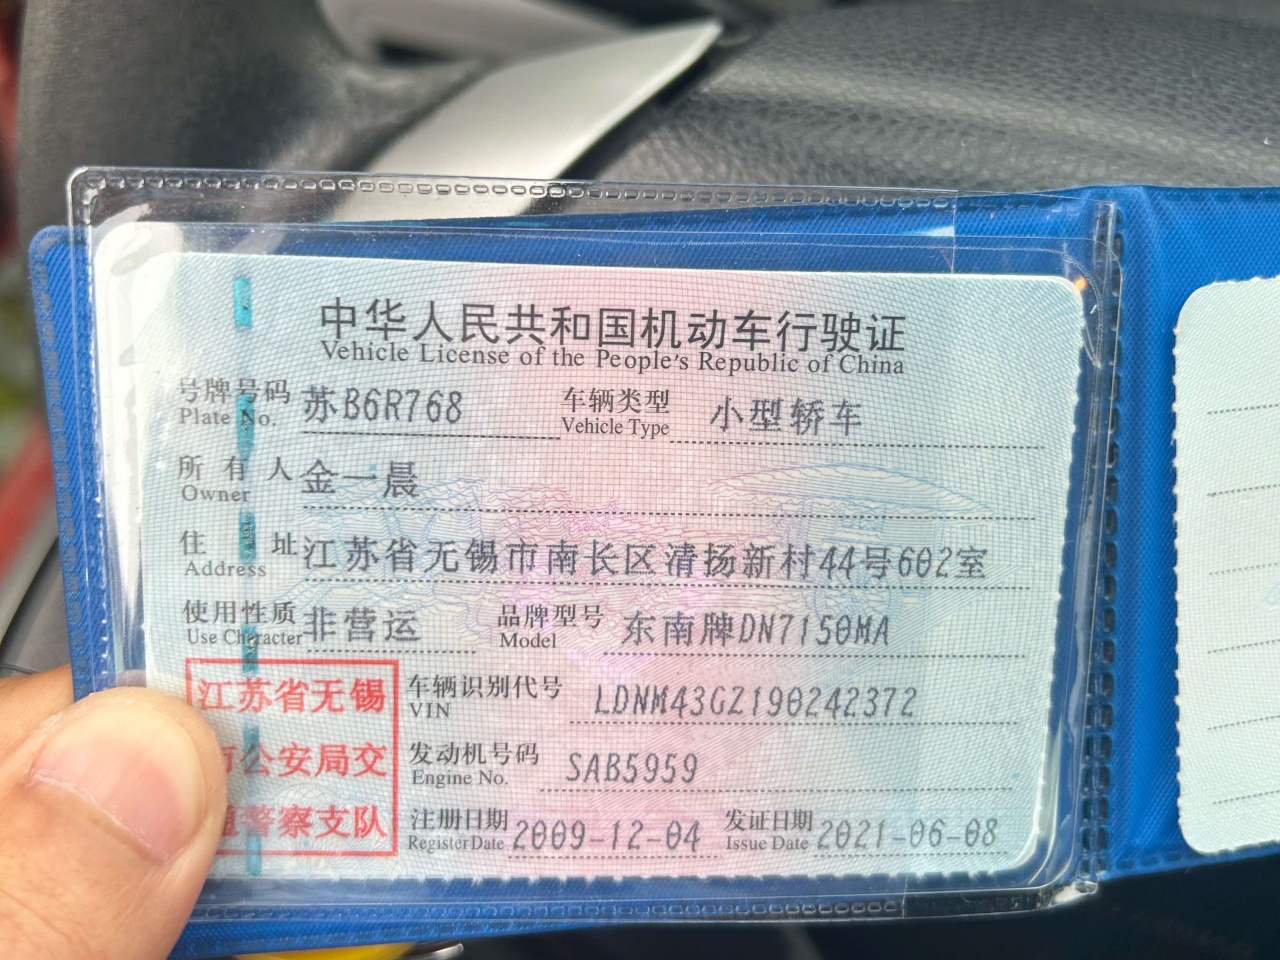 中华人民共和国机动车行驶证
Vehicle License of the People's Republic of China
号牌号码 苏B6R768 车辆类型 小型轿车
Plate No. Vehicle Type
所有人 金一晨
Owner
住址 江苏省无锡市南长区清扬新村44号602室
Address
使用性质 非营运 品牌型号 东南牌DN7150MA
Use Character Model
江苏省无锡
公安局交
通警察支队
车辆识别代号 LDNM43GZ190242372
VIN
发动机号码 SAB5959
Engine No.
注册日期 2009-12-04 发证日期 2021-06-08
Register Date Issue Date